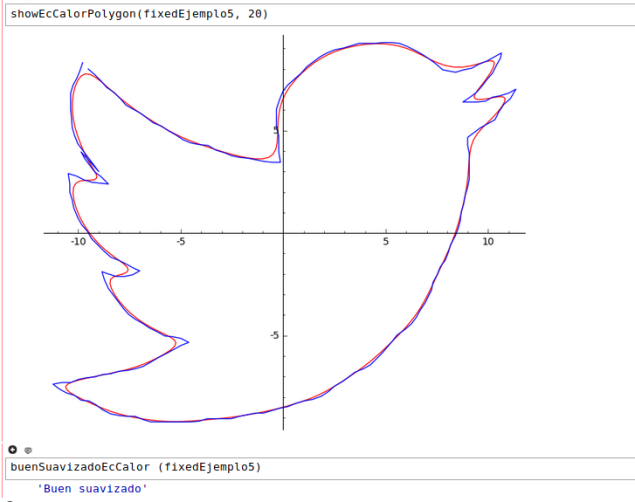 showEcCalorPolygon(fixedEjemplo5, 20)
5
-10 -5 5 10
-5
buenSuavizadoEcCalor (fixedEjemplo5)
'Buen suavizado'